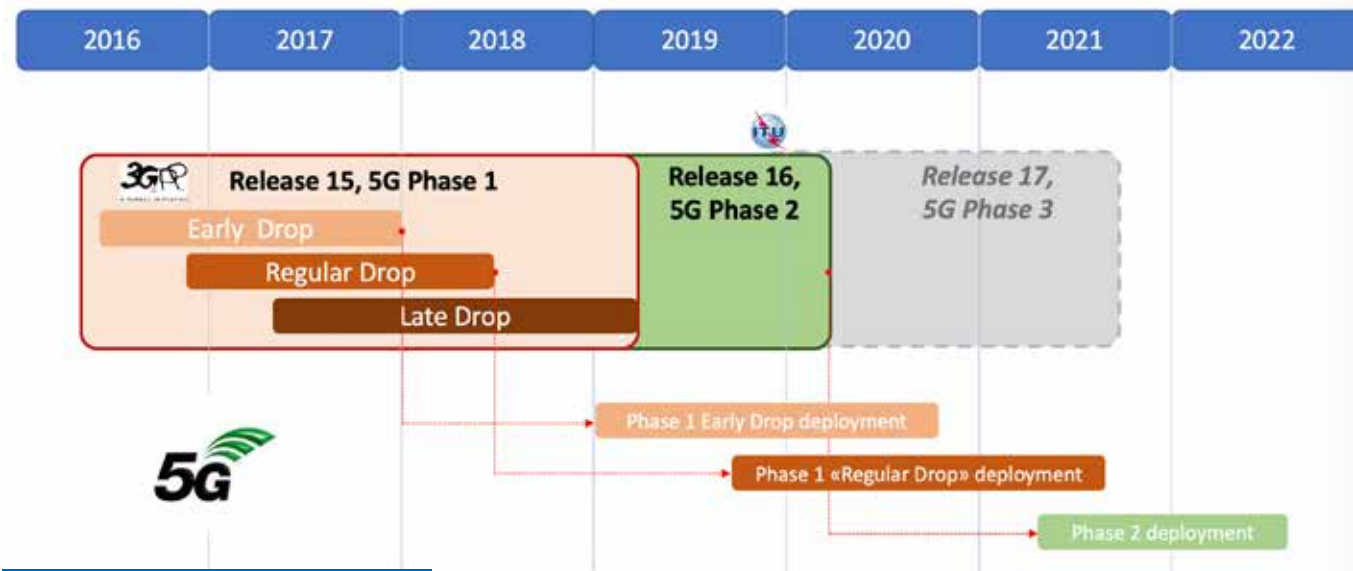 2016 2017 2018 2019 2020 2021 2022
ITU
3GPP
Release 15, 5G Phase 1
Release 16,
5G Phase 2
Release 17,
5G Phase 3
Early Drop
Regular Drop
Late Drop
Phase 1 Early Drop deployment
5G
Phase 1 «Regular Drop» deployment
Phase 2 deployment